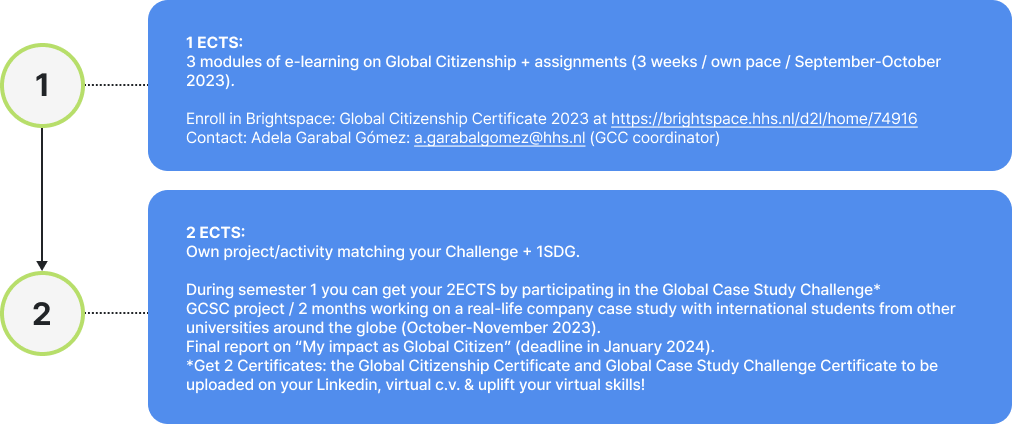 1
1 ECTS:
3 modules of e-learning on Global Citizenship + assignments (3 weeks / own pace / September-October
2023).
Enroll in Brightspace: Global Citizenship Certificate 2023 at https://brightspace.hhs.nl/d2l/home/74916
Contact: Adela Garabal Gómez: a.garabalgomez@hhs.nl (GCC coordinator)
2
2 ECTS:
Own project/activity matching your Challenge + 1SDG.
During semester 1 you can get your 2ECTS by participating in the Global Case Study Challenge*
GCSC project / 2 months working on a real-life company case study with international students from other
universities around the globe (October-November 2023).
Final report on “My impact as Global Citizen” (deadline in January 2024).
*Get 2 Certificates: the Global Citizenship Certificate and Global Case Study Challenge Certificate to be
uploaded on your Linkedin, virtual c.v. & uplift your virtual skills!